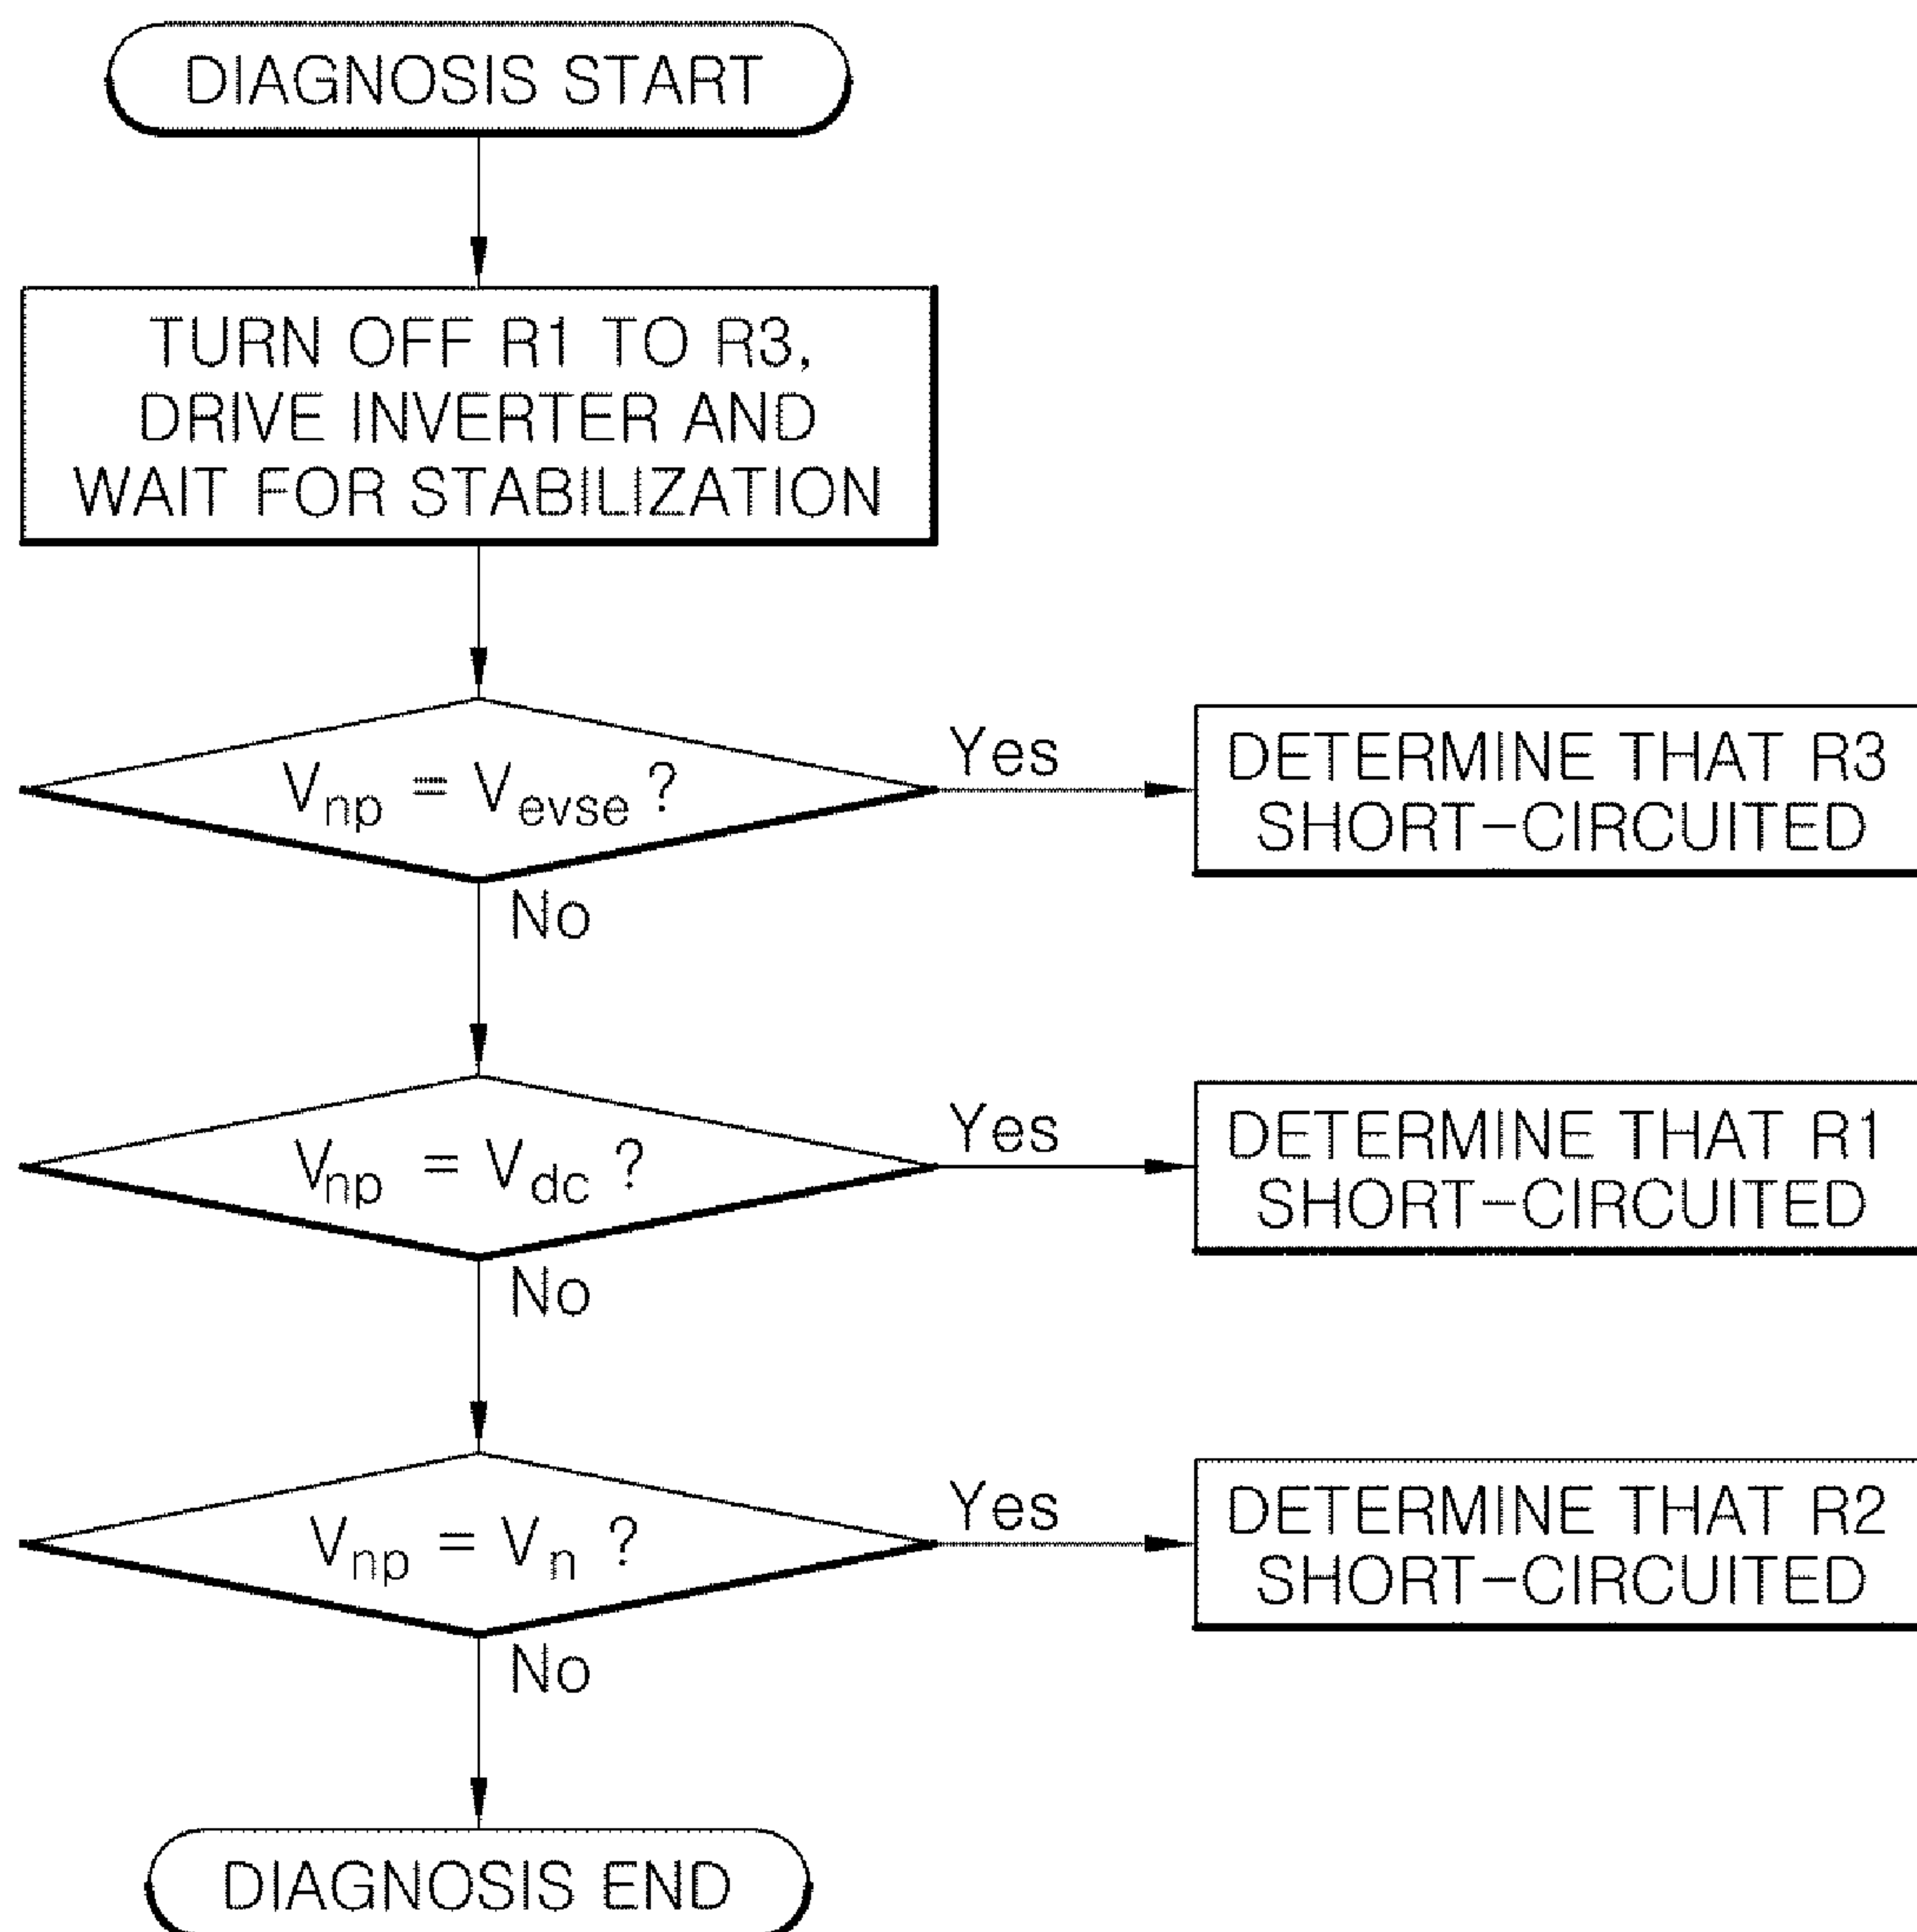 DIAGNOSIS START
TURN OFF R1 TO R3,
DRIVE INVERTER AND
WAIT FOR STABILIZATION
Vnp = Vevse ?
Yes
DETERMINE THAT R3
SHORT-CIRCUITED
No
Vnp = Vdc ?
Yes
DETERMINE THAT R1
SHORT-CIRCUITED
No
Vnp = Vn ?
Yes
DETERMINE THAT R2
SHORT-CIRCUITED
No
DIAGNOSIS END